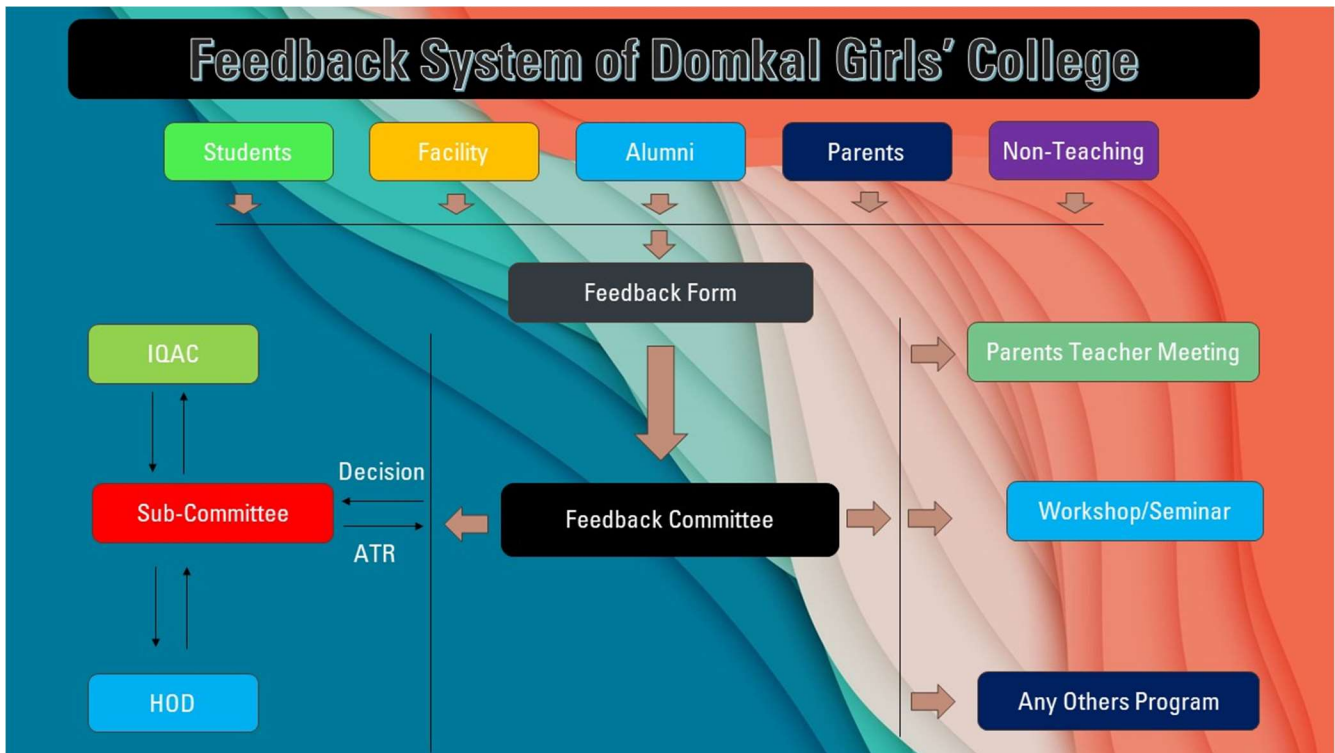 Feedback System of Domkal Girls' College
Students
Facility
Alumni
Parents
Non-Teaching
Feedback Form
IQAC
Parents Teacher Meeting
Decision
Sub-Committee
Feedback Committee
Workshop/Seminar
ATR
HOD
Any Others Program